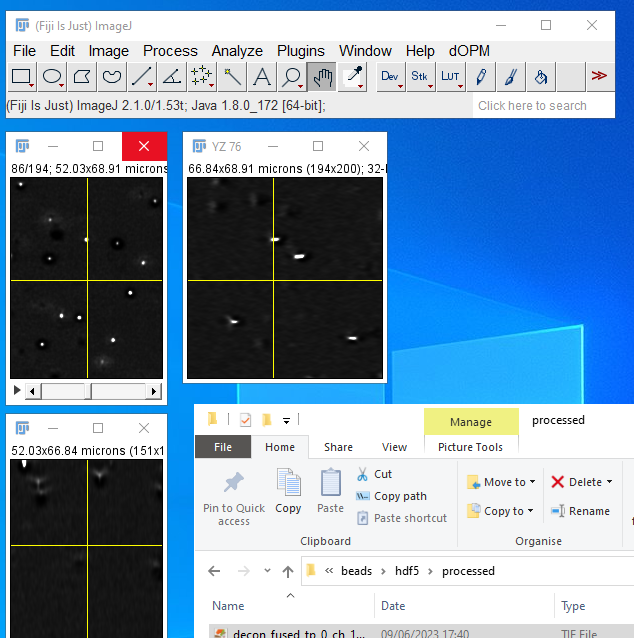 (Fiji Is Just) ImageJ
File Edit Image Process Analyze Plugins Window Help dOPM
Dev Stk LUT
(Fiji Is Just) ImageJ 2.1.0/1.53t; Java 1.8.0_172 [64-bit];
Click here to search
86/194; 52.03x68.91 microns
YZ 76
66.84x68.91 microns (194x200); 32-
52.03x66.84 microns (151x1
Manage processed
File Home Share View Picture Tools
Pin to Quick access
Copy
Paste
Cut
Copy path
Paste shortcut
Move to
Copy to
Delete
Rename
Clipboard
Organise
« beads > hdf5 > processed
Name Date Type
decon_fused_tp_0_ch_1... 09/06/2023 17:40 TIF File